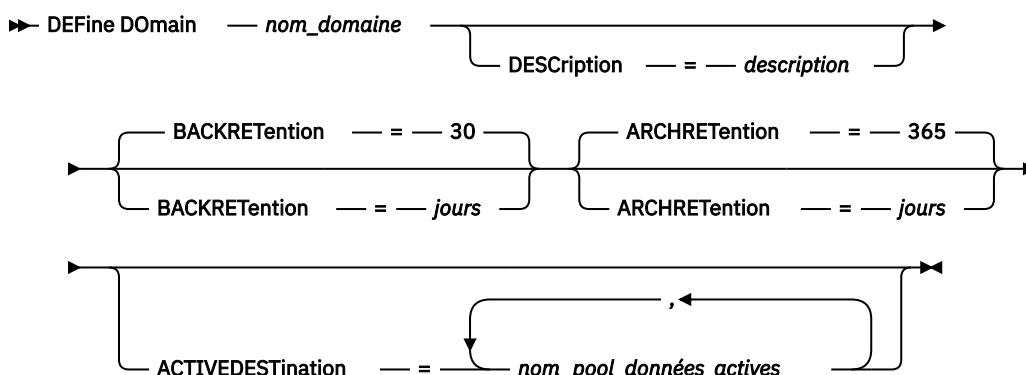 DEFine DOmain nom_domaine
DESCription = description
BACKRETention = 30 ARCHRETention = 365
BACKRETention = jours ARCHRETention = jours
,
ACTIVEDESTination = nom_pool_données_actives